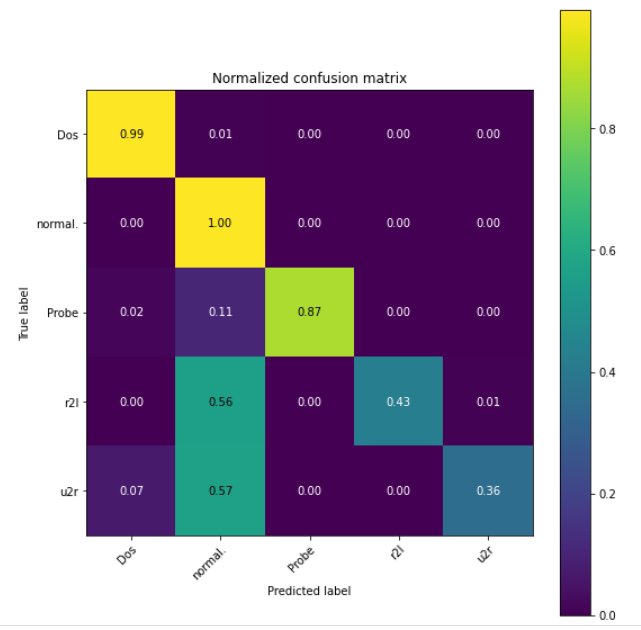 Normalized confusion matrix
True label
Dos 0.99 0.01 0.00 0.00 0.00
normal. 0.00 1.00 0.00 0.00 0.00
Probe 0.02 0.11 0.87 0.00 0.00
r2l 0.00 0.56 0.00 0.43 0.01
u2r 0.07 0.57 0.00 0.00 0.36
Dos normal. Probe r2l u2r
Predicted label
0.8
0.6
0.4
0.2
0.0